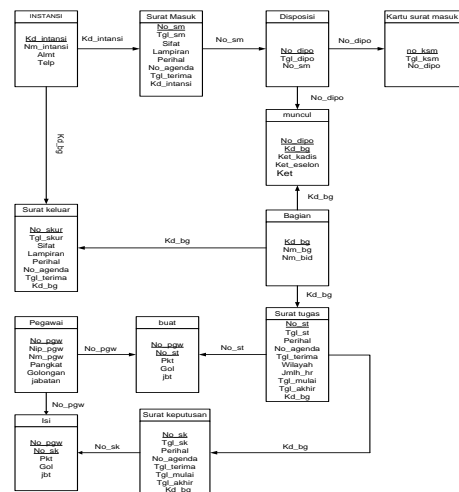 INSTANSI
Kd_intansi
Nm_intansi
Almt
Telp
Kd_intansi
Surat Masuk
No_sm
Tgl_sm
Sifat
Lampiran
Perihal
No_agenda
Tgl_terima
Kd_intansi
No_sm
Disposisi
No_dipo
Tgl_dipo
No_sm
No_dipo
Kartu surat masuk
no_ksm
Tgl_ksm
No_dipo
No_dipo
muncul
No_dipo
Kd_bg
Ket_kadis
Ket_eselon
Ket
Kd_bg
Kd_bg
Surat keluar
No_skur
Tgl_skur
Sifat
Lampiran
Perihal
No_agenda
Tgl_terima
Kd_bg
Kd_bg
Bagian
Kd_bg
Nm_bg
Nm_bid
Kd_bg
Pegawai
No_pgw
Nip_pgw
Nm_pgw
Pangkat
Golongan
jabatan
No_pgw
buat
No_pgw
No_st
Pkt
Gol
jbt
No_st
Surat tugas
No_st
Tgl_st
Perihal
No_agenda
Tgl_terima
Wilayah
Jmlh_hr
Tgl_mulai
Tgl_akhir
Kd_bg
No_pgw
Isi
No_pgw
No_sk
Pkt
Gol
jbt
No_sk
Surat keputusan
No_sk
Tgl_sk
Perihal
No_agenda
Tgl_terima
Tgl_mulai
Tgl_akhir
Kd_bg
Kd_bg